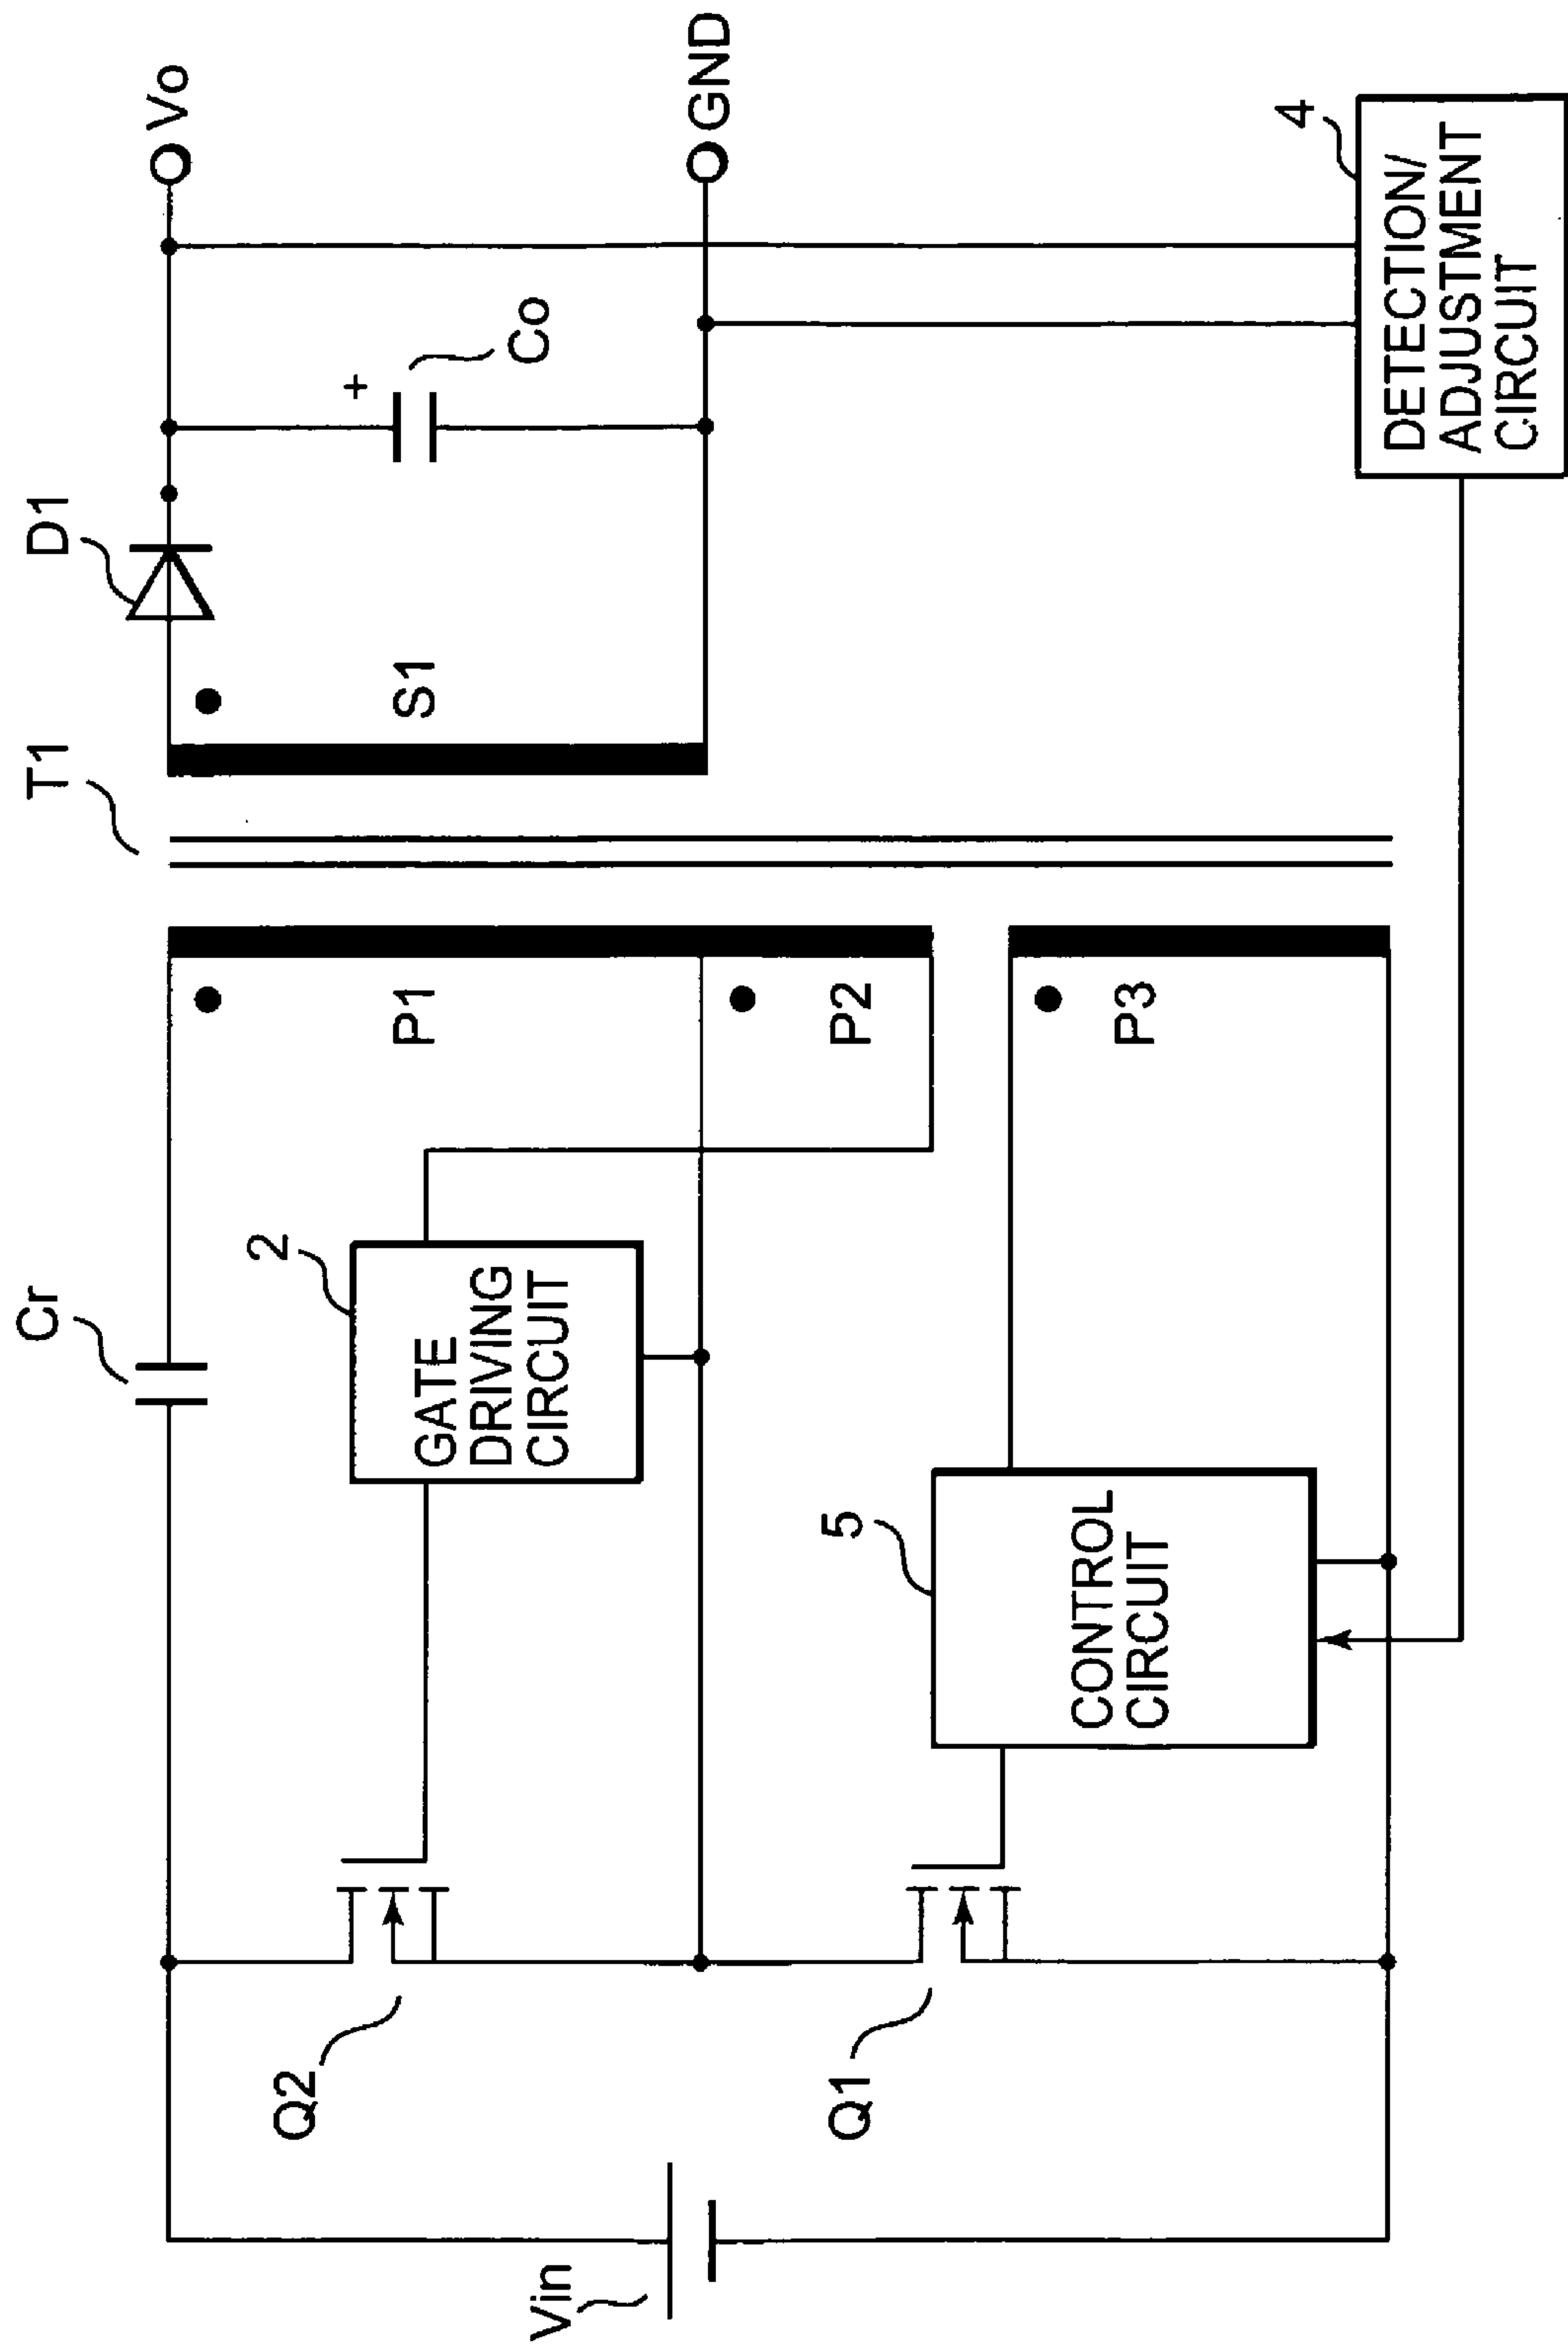 Cr
T1
D1
Vo
2
P1
S1
+
Co
GATE
DRIVING
CIRCUIT
Q2
Vin
GND
P2
5
Q1
CONTROL
CIRCUIT
P3
4
DETECTION/
ADJUSTMENT
CIRCUIT